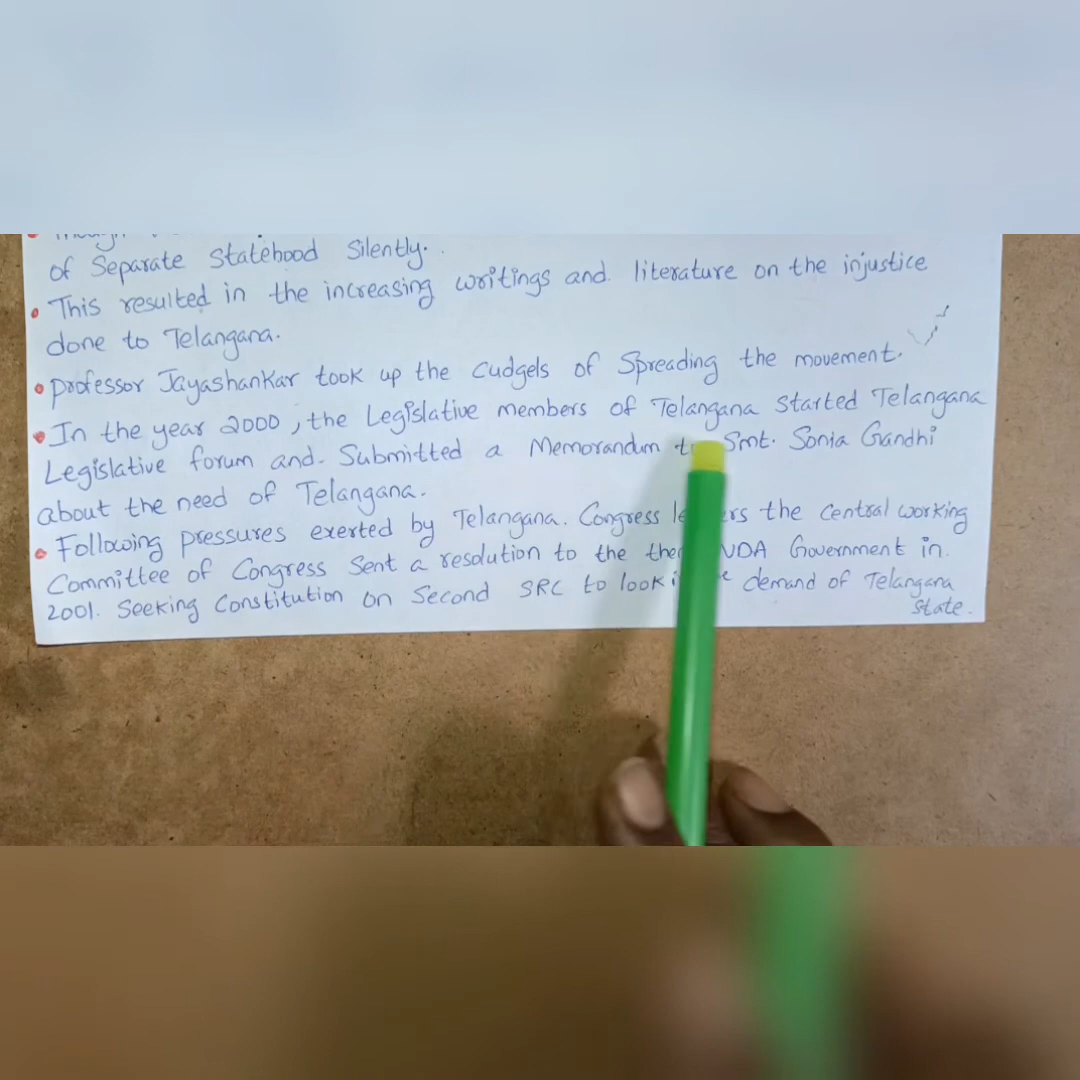 of Separate Statehood Silently.
• This resulted in the increasing writings and literature on the injustice
done to Telangana.
• professor Jayashankar took up the cudgels of Spreading the movement.
• In the year 2000, the Legislative members of Telangana Started Telangana
Legislative forum and Submitted a Memorandum Smt. Sonia Gandhi
about the need of Telangana.
• Following pressures exerted by Telangana. Congress the central working
Committee of Congress Sent a resolution to the Government in
2001. Seeking Constitution on Second SRC to look demand of Telangana
State.